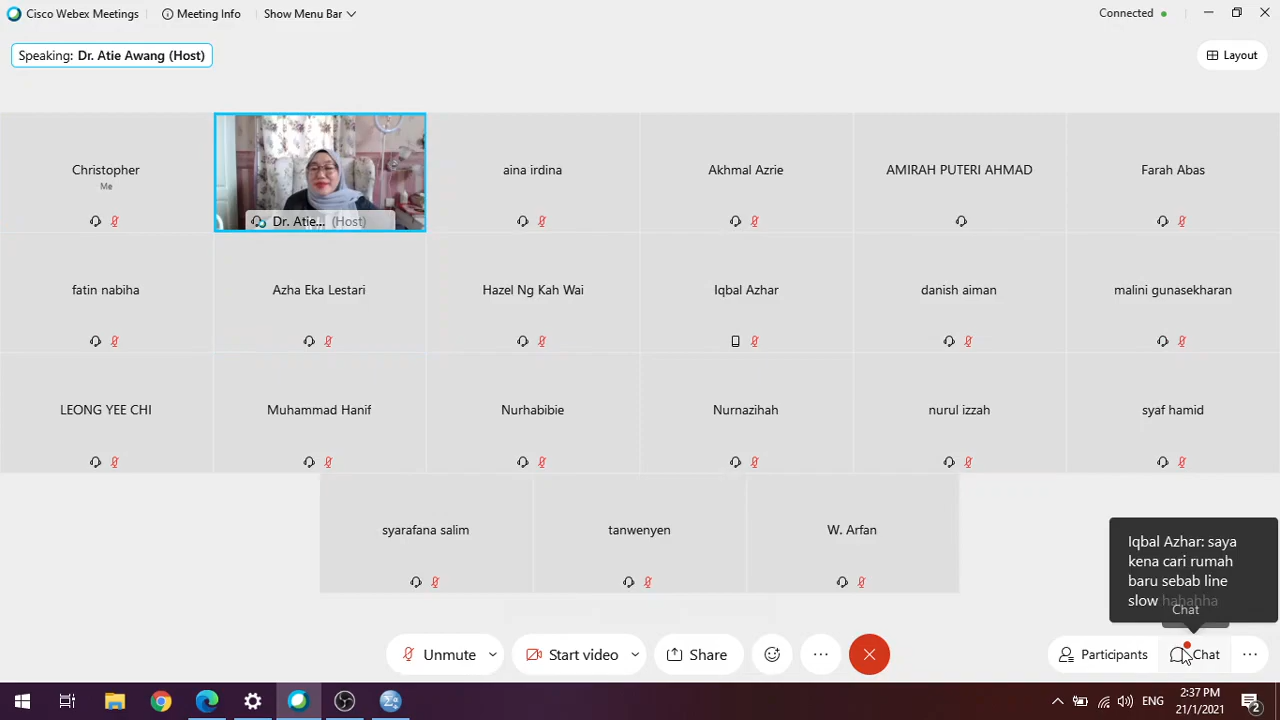 Cisco Webex Meetings
Meeting Info
Show Menu Bar
Connected
Speaking: Dr. Atie Awang (Host)
Layout
Christopher
Me
Dr. Atie... (Host)
aina irdina
Akhmal Azrie
AMIRAH PUTERI AHMAD
Farah Abas
fatin nabiha
Azha Eka Lestari
Hazel Ng Kah Wai
Iqbal Azhar
danish aiman
malini gunasekharan
LEONG YEE CHI
Muhammad Hanif
Nurhabibie
Nurnazihah
nurul izzah
syaf hamid
syarafana salim
tanwenyen
W. Arfan
Iqbal Azhar: saya
kena cari rumah
baru sebab line
slow hahahha
Chat
Unmute
Start video
Share
Participants
Chat
ENG
2:37 PM
21/1/2021
2